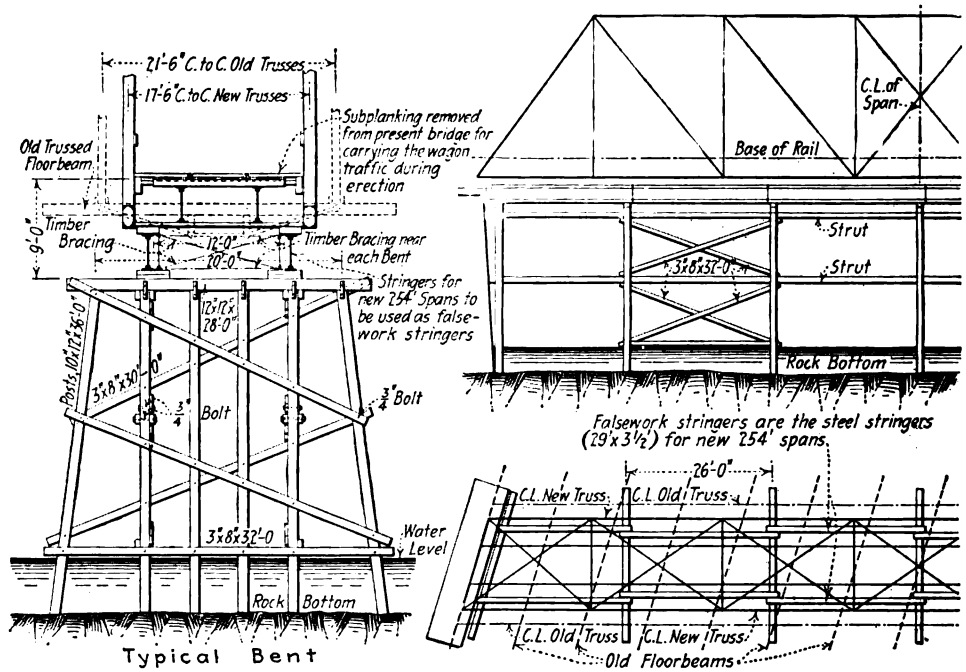 21'-6" C. to C. Old Trusses
17'-6" C. to C. New Trusses
Subplanking removed
from present bridge for
carrying the wagon
traffic during
erection
Old Trussed
Floorbeam
9'-0"
Timber
Bracing
12'-0"
20'-0"
Timber Bracing near
each Bent
Stringers for
new 254' Spans to
be used as false-
work stringers
12"x12"x
28'-0"
Posts, 10"x12"x36'-0"
3"x8"x30'-0"
3/4" Bolt
3/4" Bolt
3"x8"x32'-0
Water
Level
Rock Bottom
Typical Bent
C.L. of
Span
Base of Rail
Strut
Strut
3"x8"x32'-0"
Rock Bottom
Falsework stringers are the steel stringers
(29'x3½') for new 254' spans
26'-0"
C.L. New Truss
C.L. Old Truss
C.L. Old Truss
C.L. New Truss
Old Floorbeams